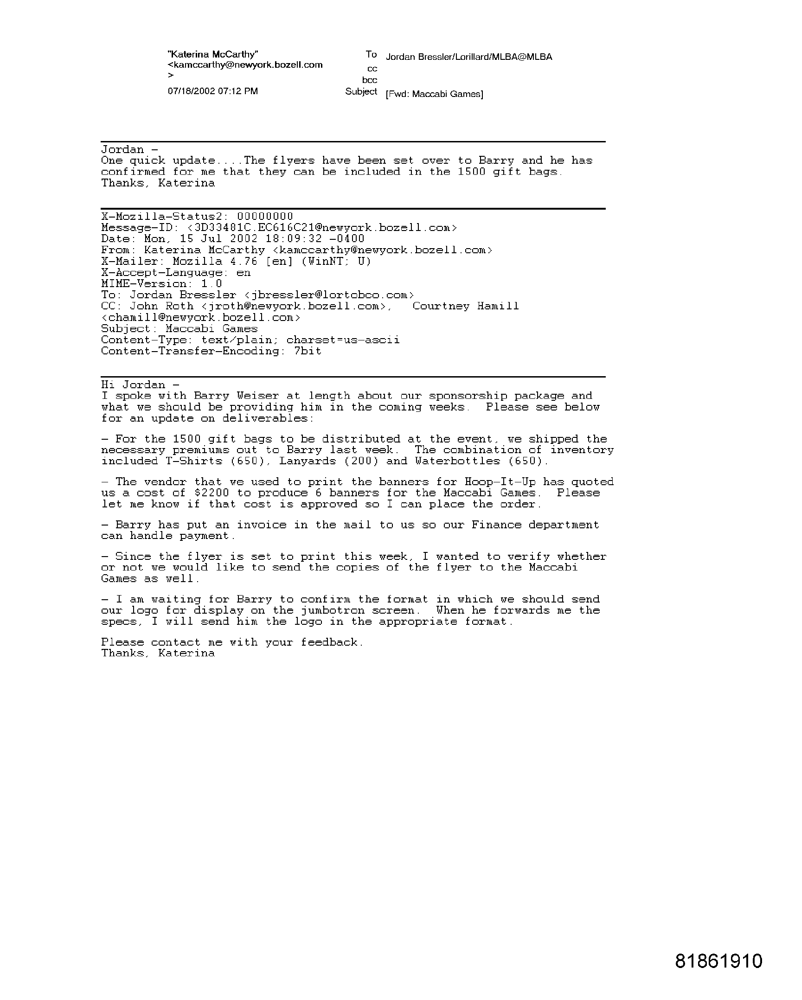 "Katerina McCarthy"
<kamccarthy@newyork.bozell.com
>
07/18/2002 07:12 PM
To Jordan Bressler/Lorillard/MLBA@MLBA
cc
bcc
Subject [Fwd: Maccabi Games]
Jordan -
One quick update....The flyers have been set over to Barry and he has
confirmed for me that they can be included in the 1500 gift bags.
Thanks, Katerina
X-Mozilla-Status2: 00000000
Message-ID: <3D33481C.EC616C21@newyork.bozell.com>
Date: Mon, 15 Jul 2002 18:09:32 -0400
From: Katerina McCarthy <kamccarthy@newyork.bozell.com>
X-Mailer: Mozilla 4.76 [en] (WinNT; U)
X-Accept-Language: en
MIME-Version: 1.0
To: Jordan Bressler <jbressler@lortobco.com>
CC: John Roth <jroth@newyork.bozell.com>, Courtney Hamill
<chamill@newyork.bozell.com>
Subject: Maccabi Games
Content-Type: text/plain; charset=us-ascii
Content-Transfer-Encoding: 7bit
Hi Jordan -
I spoke with Barry Weiser at length about our sponsorship package and
what we should be providing him in the coming weeks. Please see below
for an update on deliverables:
- For the 1500 gift bags to be distributed at the event, we shipped the
necessary premiums out to Barry last week. The combination of inventory
included T-Shirts (650), Lanyards (200) and Waterbottles (650).
- The vendor that we used to print the banners for Hoop-It-Up has quoted
us a cost of $2200 to produce 6 banners for the Maccabi Games. Please
let me know if that cost is approved so I can place the order.
- Barry has put an invoice in the mail to us so our Finance department
can handle payment.
- Since the flyer is set to print this week, I wanted to verify whether
or not we would like to send the copies of the flyer to the Maccabi
Games as well.
- I am waiting for Barry to confirm the format in which we should send
our logo for display on the jumbotron screen. When he forwards me the
specs, I will send him the logo in the appropriate format.
Please contact me with your feedback.
Thanks, Katerina
81861910